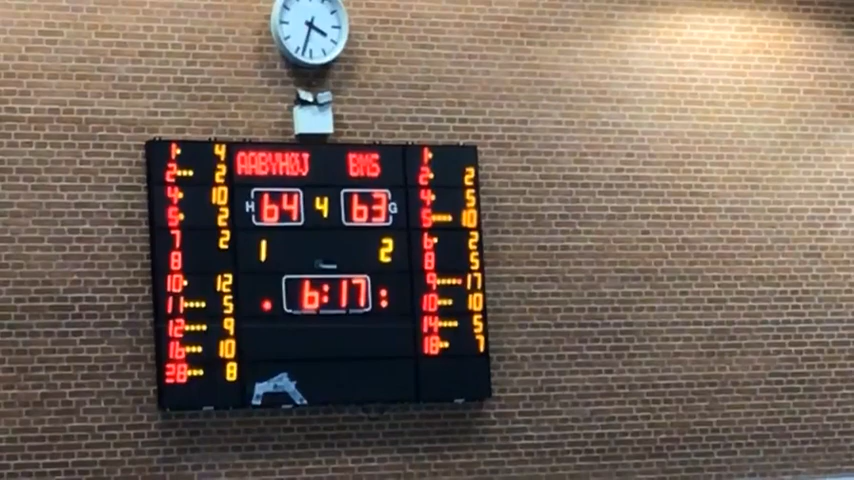 1 4 AABYHØJ BMS 1
2 2 2 2
4 10 H 64 4 63 G 4 5
5 2 5 10
7 2 1 2 6 2
8 8 5
10 12 6:17 9 17
11 5 10 10
12 9 14 5
16 10 18 7
28 8